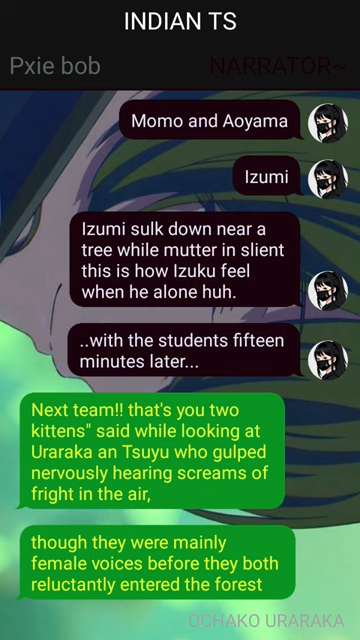 INDIAN TS
Pxie bob
NARRATOR~
Momo and Aoyama
Izumi
Izumi sulk down near a
tree while mutter in slient
this is how Izuku feel
when he alone huh.
..with the students fifteen
minutes later...
Next team!! that's you two
kittens" said while looking at
Uraraka an Tsuyu who gulped
nervously hearing screams of
fright in the air,
though they were mainly
female voices before they both
reluctantly entered the forest
OCHAKO URARAKA